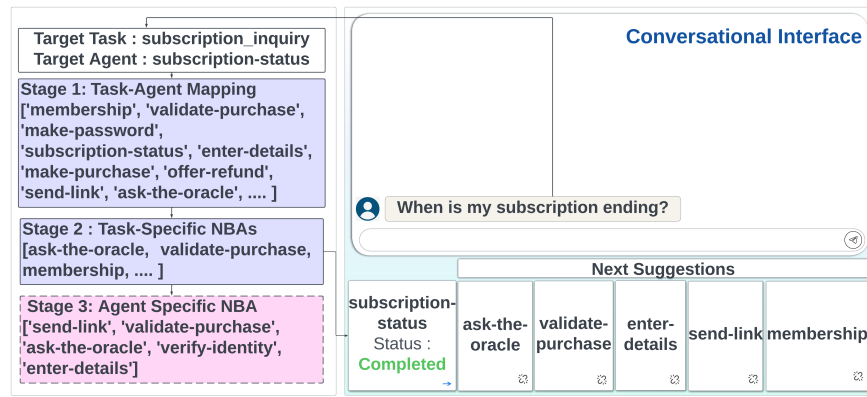 Target Task : subscription_inquiry
Target Agent : subscription-status
Stage 1: Task-Agent Mapping
['membership', 'validate-purchase',
'make-password',
'subscription-status', 'enter-details',
'make-purchase', 'offer-refund',
'send-link', 'ask-the-oracle', .... ]
Stage 2 : Task-Specific NBAs
[ask-the-oracle, validate-purchase,
membership, .... ]
Stage 3: Agent Specific NBA
['send-link', 'validate-purchase',
'ask-the-oracle', 'verify-identity',
'enter-details']
Conversational Interface
When is my subscription ending?
Next Suggestions
subscription-
status
Status :
Completed
ask-the-
oracle
validate-
purchase
enter-
details
send-link
membership